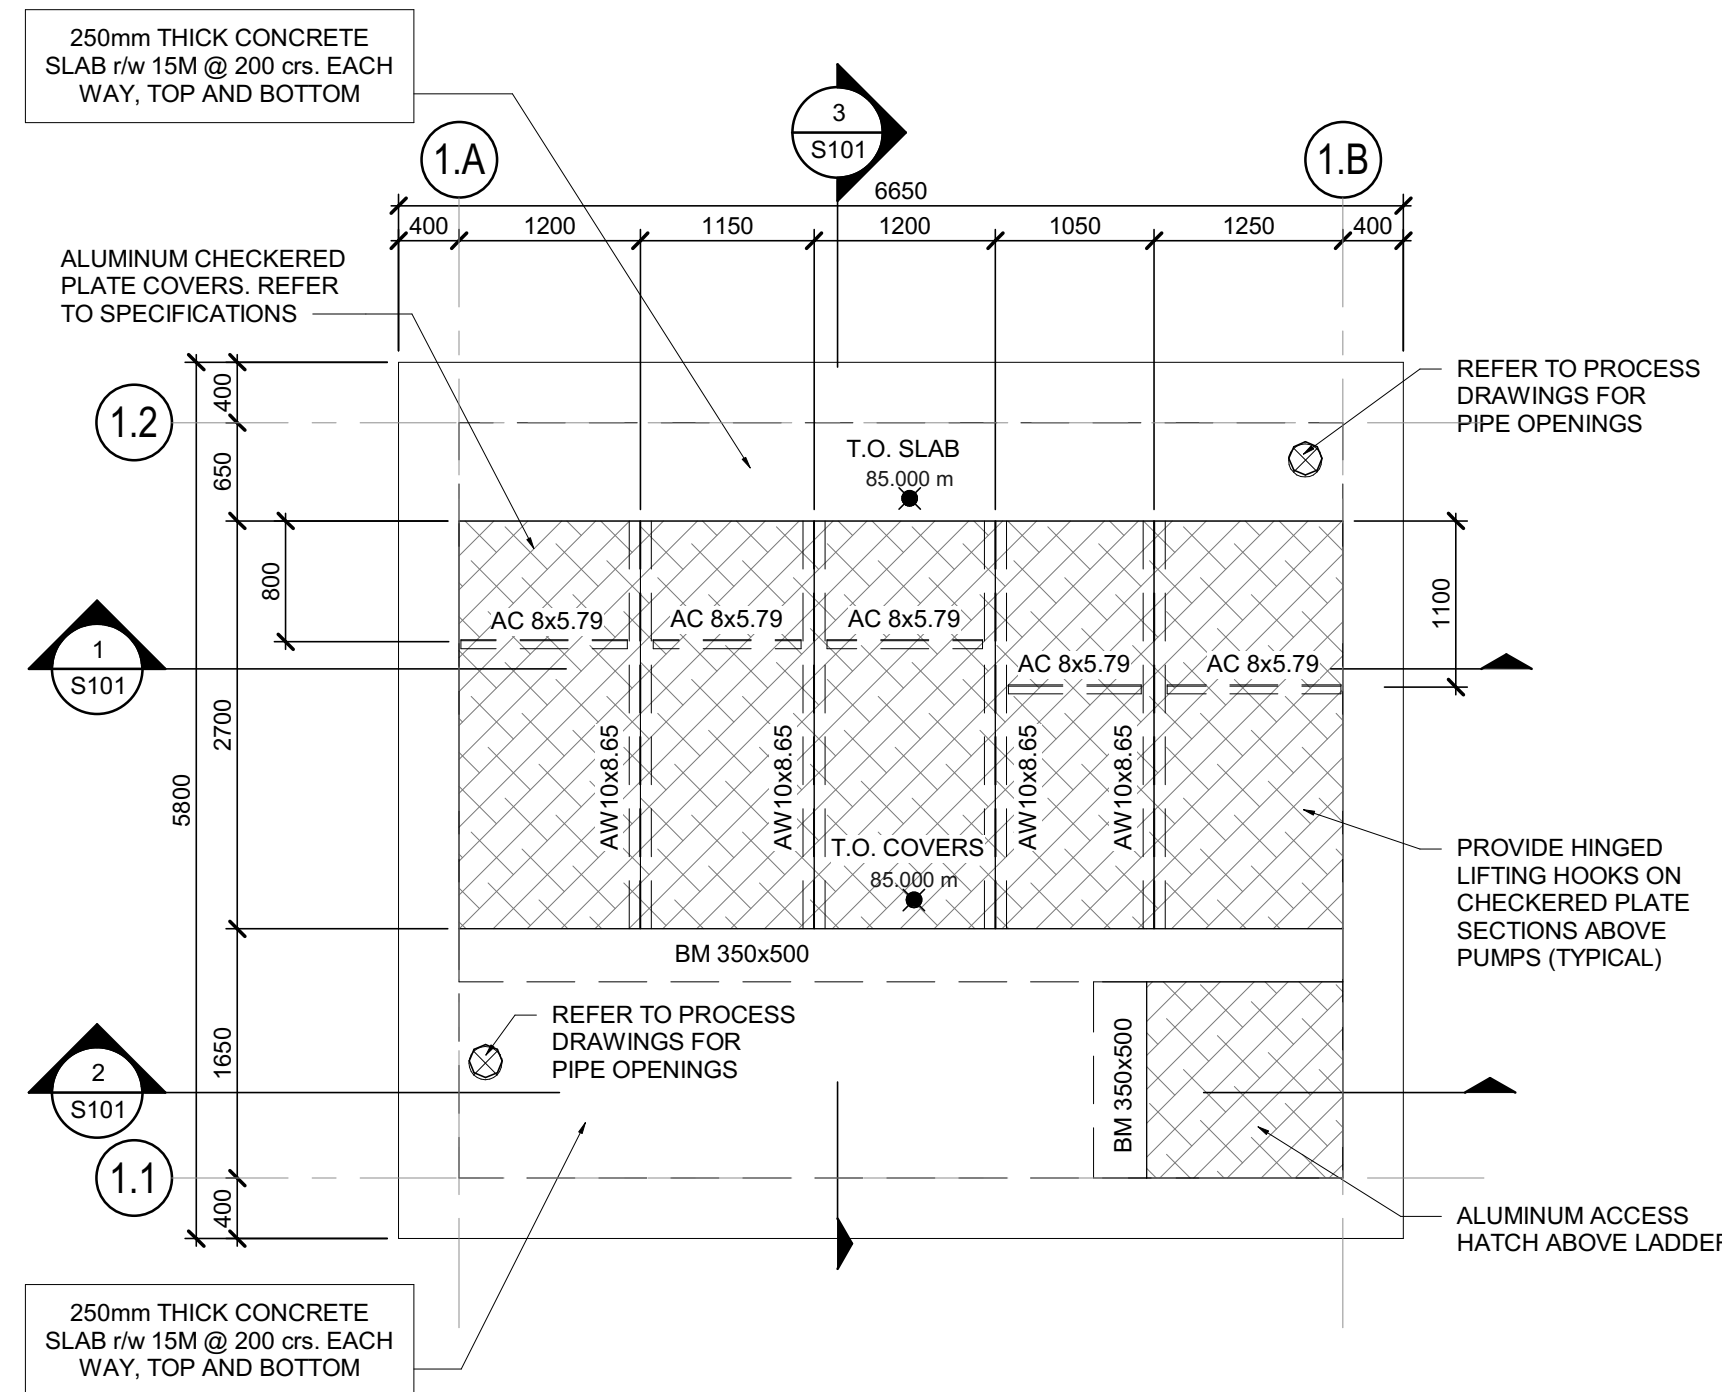 250mm THICK CONCRETE
SLAB r/w 15M @ 200 crs. EACH
WAY, TOP AND BOTTOM
3
S101
1.A
1.B
6650
400
1200
1150
1200
1050
1250
400
ALUMINUM CHECKERED
PLATE COVERS. REFER
TO SPECIFICATIONS
REFER TO PROCESS
DRAWINGS FOR
PIPE OPENINGS
400
1.2
650
T.O. SLAB
85.000 m
800
1100
AC 8x5.79
AC 8x5.79
AC 8x5.79
AC 8x5.79
AC 8x5.79
1
S101
2700
5800
AW10x8.65
AW10x8.65
AW10x8.65
AW10x8.65
T.O. COVERS
85.000 m
PROVIDE HINGED
LIFTING HOOKS ON
CHECKERED PLATE
SECTIONS ABOVE
PUMPS (TYPICAL)
BM 350x500
REFER TO PROCESS
DRAWINGS FOR
PIPE OPENINGS
1650
BM 350x500
2
S101
1.1
400
ALUMINUM ACCESS
HATCH ABOVE LADDER
250mm THICK CONCRETE
SLAB r/w 15M @ 200 crs. EACH
WAY, TOP AND BOTTOM